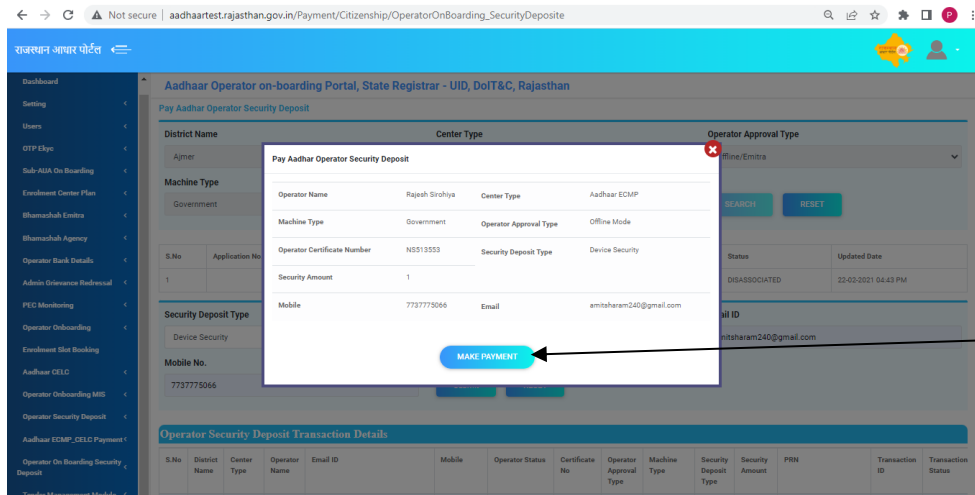 Not secure | aadhaartest.rajasthan.gov.in/Payment/Citizenship/OperatorOnBoarding_SecurityDeposite
P
राजस्थान आधार पोर्टल
Dashboard
Setting
Users
OTP Ekyc
Sub-AUA On Boarding
Enrolment Center Plan
Bhamashah Emitra
Bhamashah Agency
Operator Bank Details
Admin Grievance Redressal
PEC Monitoring
Operator Onboarding
Enrolment Slot Booking
Aadhaar CELC
Operator Onboarding MIS
Operator Security Deposit
Aadhaar ECMP_CELC Payment
Operator On Boarding Security Deposit
Tender Management Module
Aadhaar Operator on-boarding Portal, State Registrar - UID, DoIT&C, Rajasthan
Pay Aadhar Operator Security Deposit
District Name Center Type Operator Approval Type
Ajmer ffline/Emitra
Machine Type
Government SEARCH RESET
S.No Application No Status Updated Date
1 DISASSOCIATED 22-02-2021 04:43 PM
Security Deposit Type ail ID
Device Security mitsharam240@gmail.com
Mobile No.
7737775066
Pay Aadhar Operator Security Deposit
Operator Name Rajesh Sirohiya Center Type Aadhaar ECMP
Machine Type Government Operator Approval Type Offline Mode
Operator Certificate Number NS513553 Security Deposit Type Device Security
Security Amount 1
Mobile 7737775066 Email amitsharam240@gmail.com
MAKE PAYMENT
Operator Security Deposit Transaction Details
S.No District Name Center Type Operator Name Email ID Mobile Operator Status Certificate No Operator Approval Type Machine Type Security Deposit Type Security Amount PRN Transaction ID Transaction Status